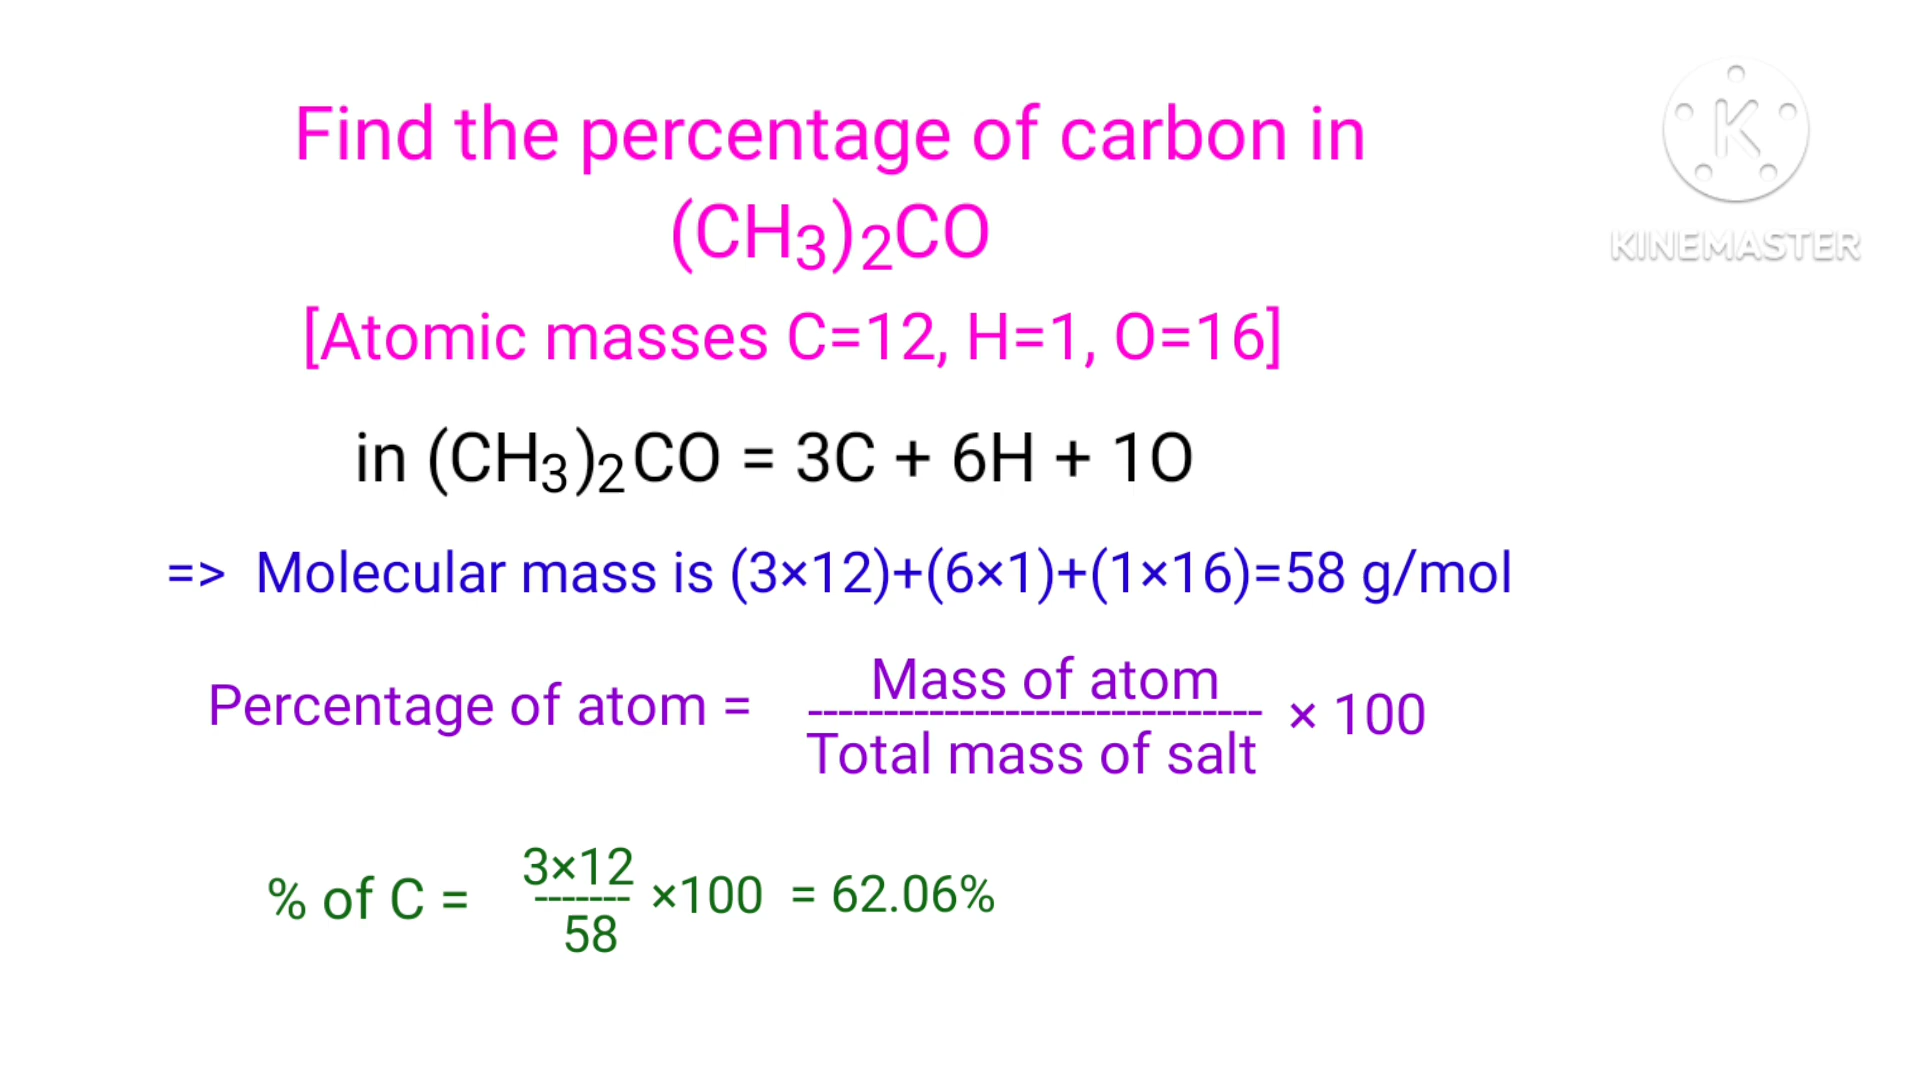 Find the percentage of carbon in
(CH₃)₂CO
[Atomic masses C=12, H=1, O=16]
in (CH₃)₂CO = 3C + 6H + 1O
=> Molecular mass is (3×12)+(6×1)+(1×16)=58 g/mol
Mass of atom
Percentage of atom = --------------------------- × 100
Total mass of salt
3×12
% of C = ------- ×100 = 62.06%
58
K
KINEMASTER